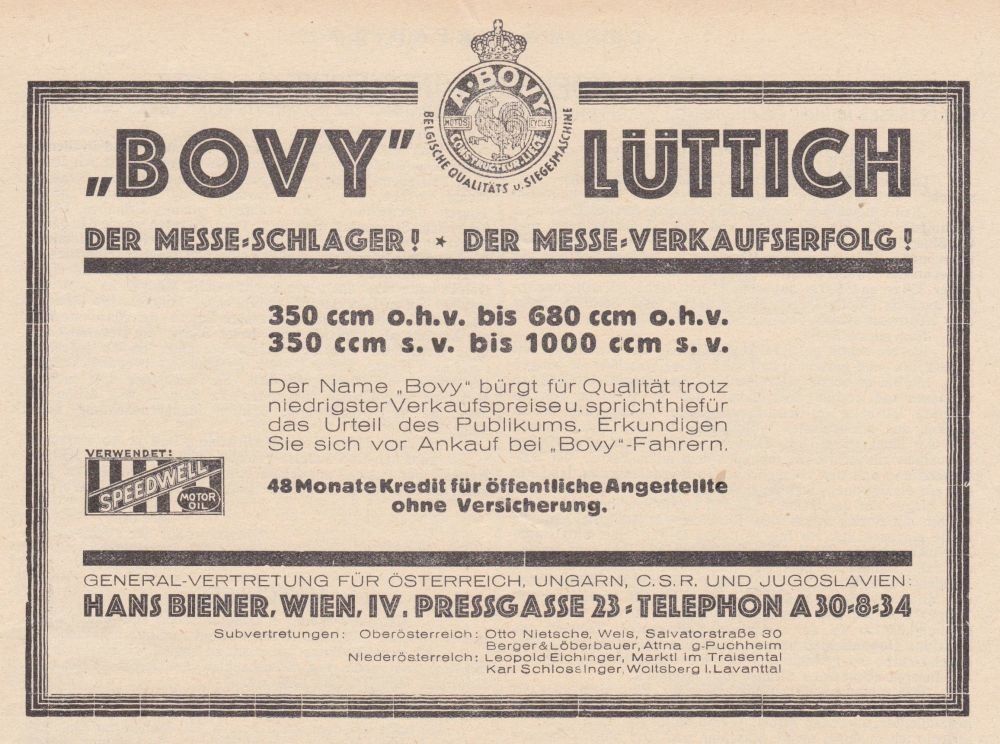 A·BOVY
MOTOS CYCLES
CONSTRUCTEUR.LIEGE
BELGISCHE QUALITÄTS u. SIEGESMASCHINE
„BOVY“ LÜTTICH
DER MESSE-SCHLAGER! ★ DER MESSE-VERKAUFSERFOLG!
350 ccm o.h.v. bis 680 ccm o.h.v.
350 ccm s.v. bis 1000 ccm s.v.
Der Name „Bovy“ bürgt für Qualität trotz
niedrigster Verkaufspreise u. spricht hiefür
das Urteil des Publikums. Erkundigen
Sie sich vor Ankauf bei „Bovy“-Fahrern.
VERWENDET:
SPEEDWELL
MOTOR
OIL
48 Monate Kredit für öffentliche Angestellte
ohne Versicherung.
GENERAL-VERTRETUNG FÜR ÖSTERREICH, UNGARN, C.S.R. UND JUGOSLAVIEN:
HANS BIENER, WIEN, IV. PRESSGASSE 23 - TELEPHON A 30-8-34
Subvertretungen: Oberösterreich: Otto Nietsche, Wels, Salvatorstraße 30
Berger & Löberbauer, Attna g-Puchheim
Niederösterreich: Leopold Eichinger, Marktl im Traisental
Karl Schlossinger, Woltsberg i. Lavanttal